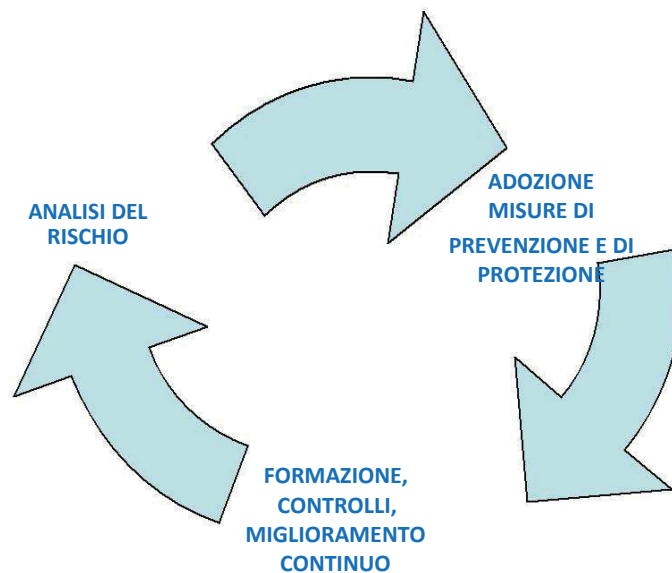 ANALISI DEL
RISCHIO
ADOZIONE
MISURE DI
PREVENZIONE E DI
PROTEZIONE
FORMAZIONE,
CONTROLLI,
MIGLIORAMENTO
CONTINUO